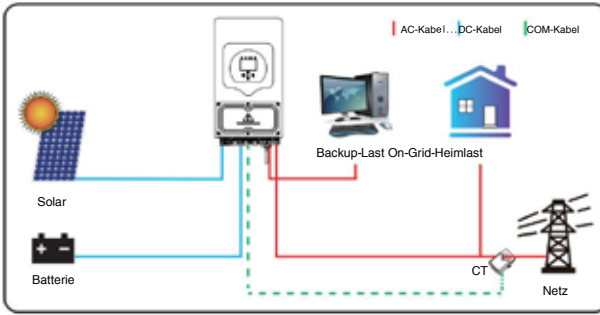 AC-Kabel...DC-Kabel COM-Kabel
Backup-Last On-Grid-Heimlast
Solar
CT
Batterie
Netz